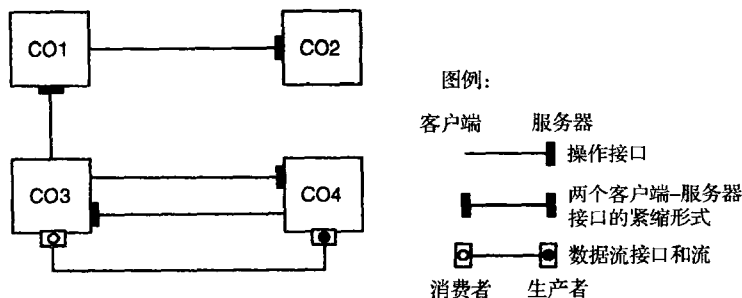 CO1
CO2
图例：
客户端
服务器
操作接口
CO3
CO4
两个客户端–服务器
接口的紧缩形式
数据流接口和流
消费者
生产者